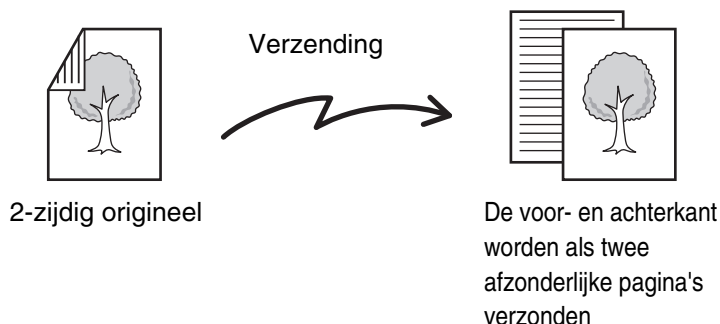 Verzending
2-zijdig origineel
De voor- en achterkant
worden als twee
afzonderlijke pagina's
verzonden